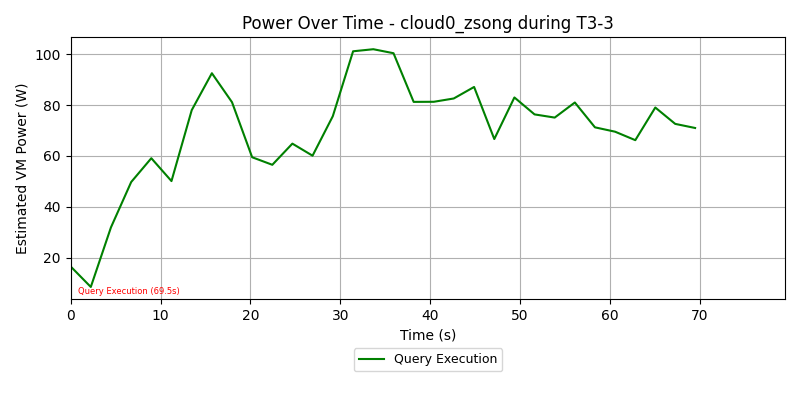 Power Over Time - cloud0_zsong during T3-3
Estimated VM Power (W)
100
80
60
40
20
Query Execution (69.5s)
0 10 20 30 40 50 60 70
Time (s)
Query Execution